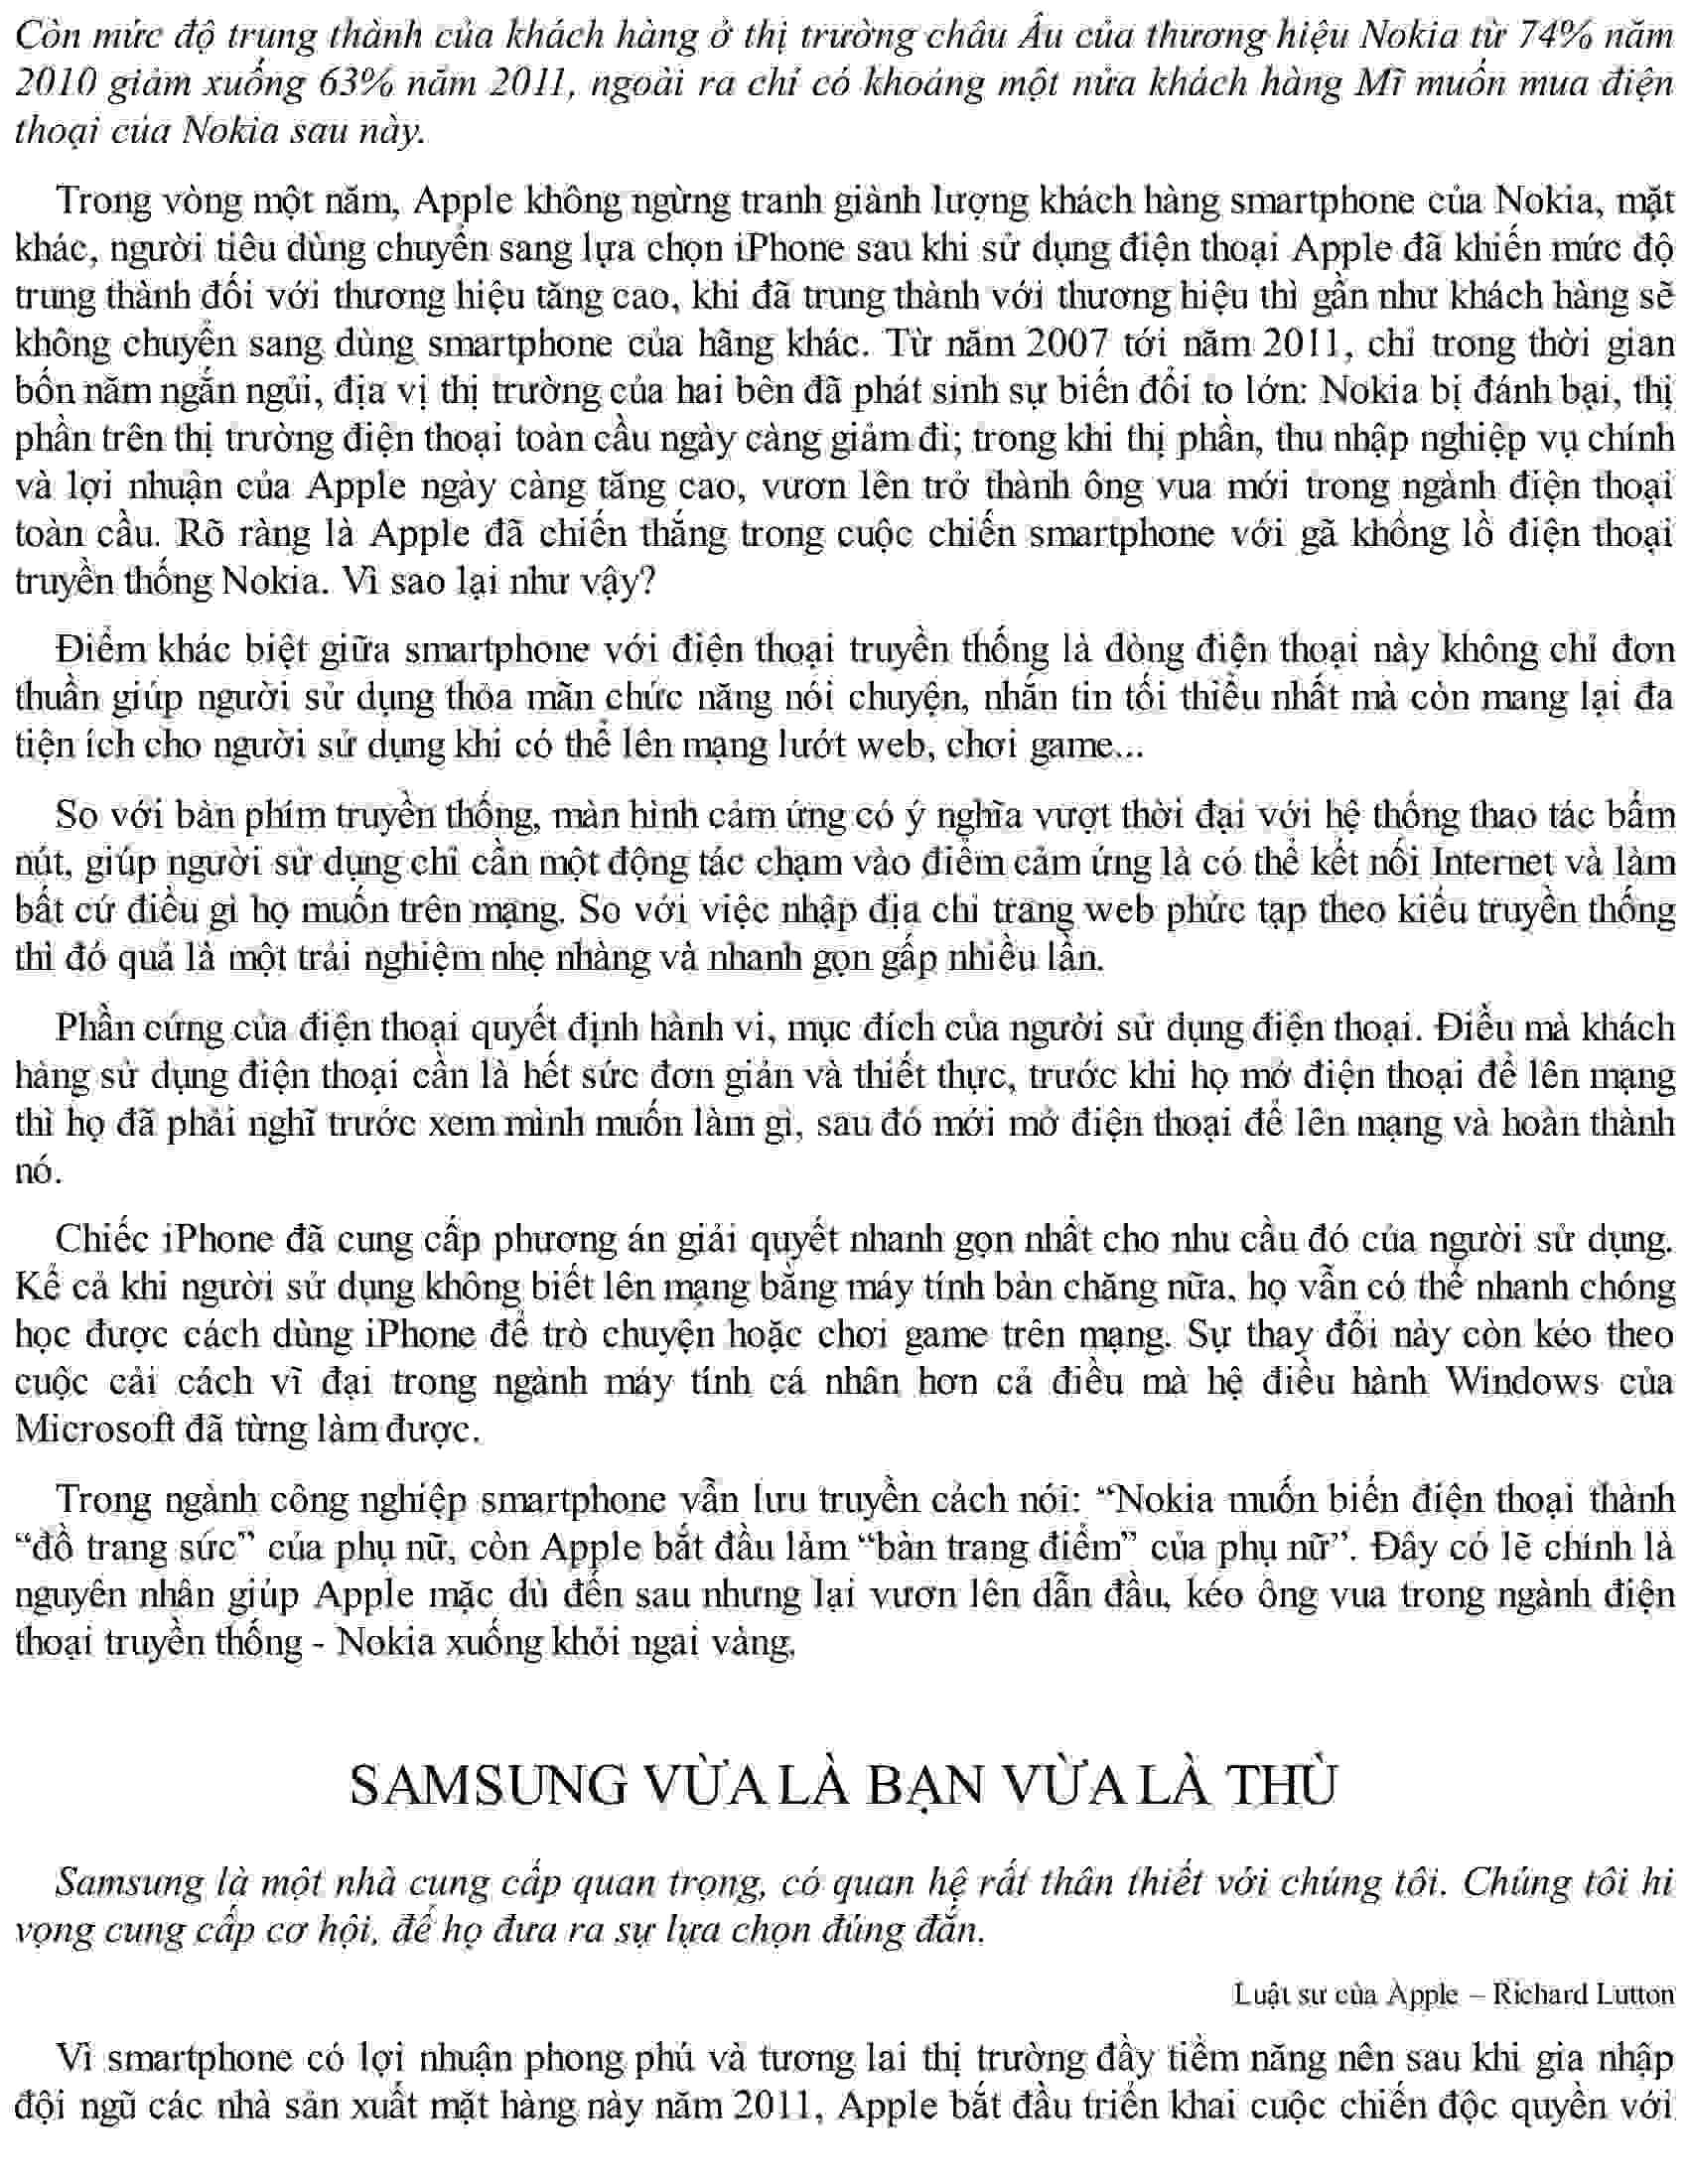 Còn mức độ trung thành của khách hàng ở thị trường châu Âu của thương hiệu Nokia từ 74% năm
2010 giảm xuống 63% năm 2011, ngoài ra chỉ có khoảng một nửa khách hàng Mĩ muốn mua điện
thoại của Nokia sau này.
Trong vòng một năm, Apple không ngừng tranh giành lượng khách hàng smartphone của Nokia, mặt
khác, người tiêu dùng chuyển sang lựa chọn iPhone sau khi sử dụng điện thoại Apple đã khiến mức độ
trung thành đối với thương hiệu tăng cao, khi đã trung thành với thương hiệu thì gần như khách hàng sẽ
không chuyển sang dùng smartphone của hãng khác. Từ năm 2007 tới năm 2011, chỉ trong thời gian
bốn năm ngắn ngủi, địa vị thị trường của hai bên đã phát sinh sự biến đổi to lớn: Nokia bị đánh bại, thị
phần trên thị trường điện thoại toàn cầu ngày càng giảm đi; trong khi thị phần, thu nhập nghiệp vụ chính
và lợi nhuận của Apple ngày càng tăng cao, vươn lên trở thành ông vua mới trong ngành điện thoại
toàn cầu. Rõ ràng là Apple đã chiến thắng trong cuộc chiến smartphone với gã khổng lồ điện thoại
truyền thống Nokia. Vì sao lại như vậy?
Điểm khác biệt giữa smartphone với điện thoại truyền thống là dòng điện thoại này không chỉ đơn
thuần giúp người sử dụng thỏa mãn chức năng nói chuyện, nhắn tin tối thiểu nhất mà còn mang lại đa
tiện ích cho người sử dụng khi có thể lên mạng lướt web, chơi game...
So với bàn phím truyền thống, màn hình cảm ứng có ý nghĩa vượt thời đại với hệ thống thao tác bấm
nút, giúp người sử dụng chỉ cần một động tác chạm vào điểm cảm ứng là có thể kết nối Internet và làm
bất cứ điều gì họ muốn trên mạng. So với việc nhập địa chỉ trang web phức tạp theo kiểu truyền thống
thì đó quả là một trải nghiệm nhẹ nhàng và nhanh gọn gấp nhiều lần.
Phần cứng của điện thoại quyết định hành vi, mục đích của người sử dụng điện thoại. Điều mà khách
hàng sử dụng điện thoại cần là hết sức đơn giản và thiết thực, trước khi họ mở điện thoại để lên mạng
thì họ đã phải nghĩ trước xem mình muốn làm gì, sau đó mới mở điện thoại để lên mạng và hoàn thành
nó.
Chiếc iPhone đã cung cấp phương án giải quyết nhanh gọn nhất cho nhu cầu đó của người sử dụng.
Kể cả khi người sử dụng không biết lên mạng bằng máy tính bàn chăng nữa, họ vẫn có thể nhanh chóng
học được cách dùng iPhone để trò chuyện hoặc chơi game trên mạng. Sự thay đổi này còn kéo theo
cuộc cải cách vĩ đại trong ngành máy tính cá nhân hơn cả điều mà hệ điều hành Windows của
Microsoft đã từng làm được.
Trong ngành công nghiệp smartphone vẫn lưu truyền cách nói: “Nokia muốn biến điện thoại thành
“đồ trang sức” của phụ nữ, còn Apple bắt đầu làm “bàn trang điểm” của phụ nữ”. Đây có lẽ chính là
nguyên nhân giúp Apple mặc dù đến sau nhưng lại vươn lên dẫn đầu, kéo ông vua trong ngành điện
thoại truyền thống - Nokia xuống khỏi ngai vàng.
SAMSUNG VỪA LÀ BẠN VỪA LÀ THÙ
Samsung là một nhà cung cấp quan trọng, có quan hệ rất thân thiết với chúng tôi. Chúng tôi hi
vọng cung cấp cơ hội, để họ đưa ra sự lựa chọn đúng đắn.
Luật sư của Apple – Richard Lutton
Vì smartphone có lợi nhuận phong phú và tương lai thị trường đầy tiềm năng nên sau khi gia nhập
đội ngũ các nhà sản xuất mặt hàng này năm 2011, Apple bắt đầu triển khai cuộc chiến độc quyền với